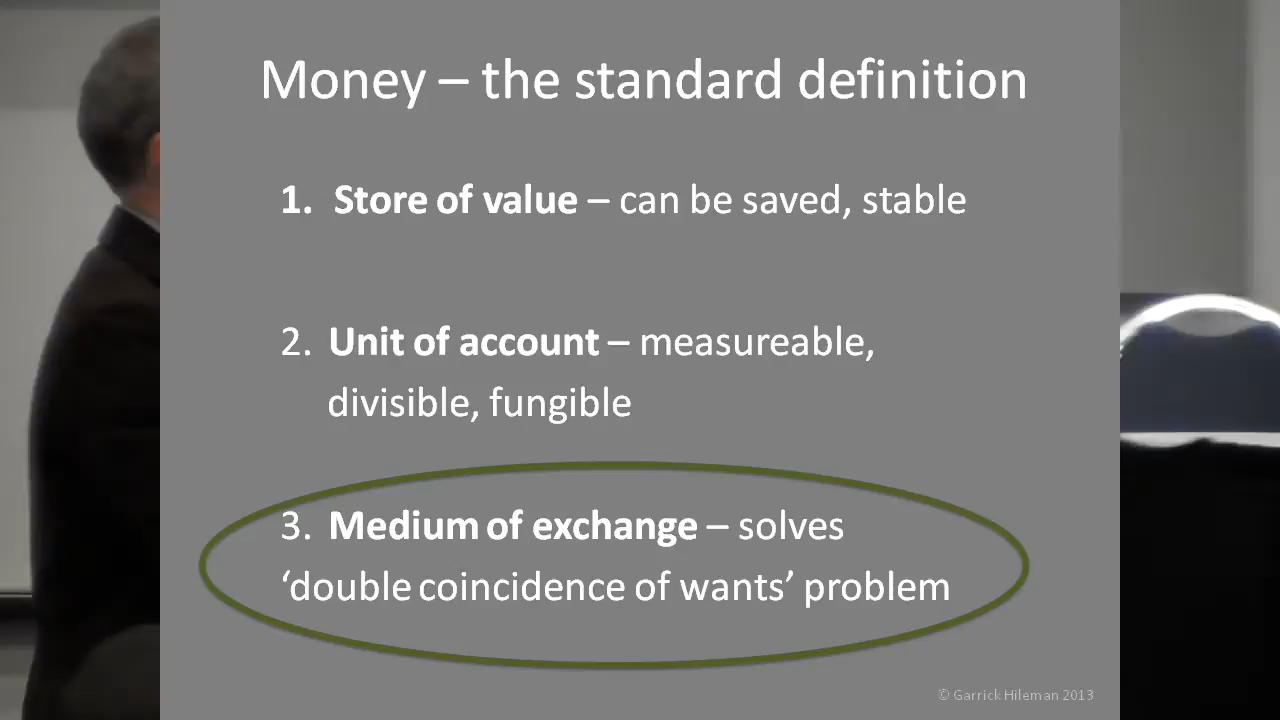 Money – the standard definition
1. Store of value – can be saved, stable
2. Unit of account – measureable,
divisible, fungible
3. Medium of exchange – solves
‘double coincidence of wants’ problem
© Garrick Hileman 2013